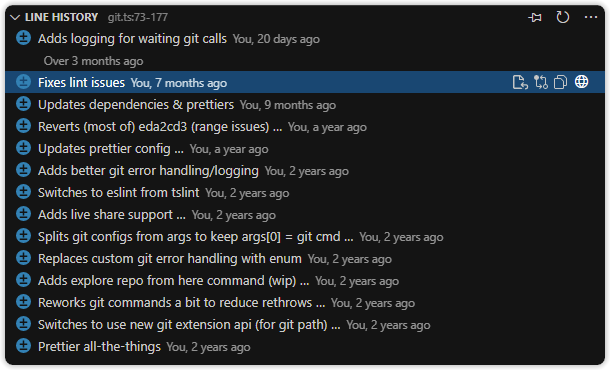 LINE HISTORY git.ts:73-177
Adds logging for waiting git calls You, 20 days ago
Over 3 months ago
Fixes lint issues You, 7 months ago
Updates dependencies & prettiers You, 9 months ago
Reverts (most of) eda2cd3 (range issues) ... You, a year ago
Updates prettier config ... You, a year ago
Adds better git error handling/logging You, 2 years ago
Switches to eslint from tslint You, 2 years ago
Adds live share support ... You, 2 years ago
Splits git configs from args to keep args[0] = git cmd ... You, 2 years ago
Replaces custom git error handling with enum You, 2 years ago
Adds explore repo from here command (wip) ... You, 2 years ago
Reworks git commands a bit to reduce rethrows ... You, 2 years ago
Switches to use new git extension api (for git path) ... You, 2 years ago
Prettier all-the-things You, 2 years ago